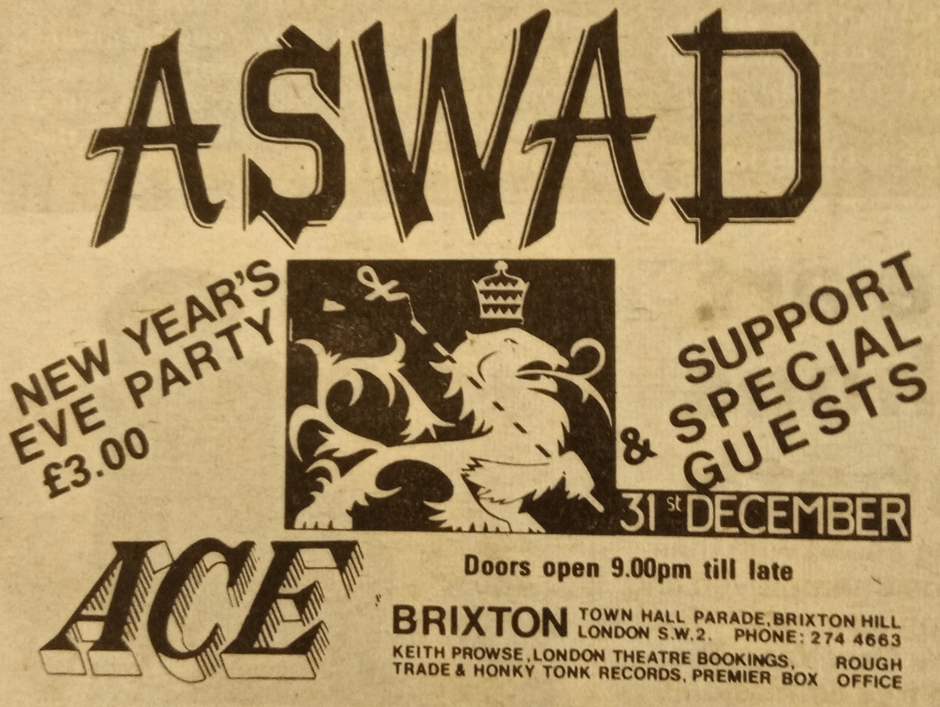 ASWAD
NEW YEAR'S
EVE PARTY
£3.00
SUPPORT
& SPECIAL
GUESTS
31st DECEMBER
ACE
Doors open 9.00pm till late
BRIXTON
TOWN HALL PARADE, BRIXTON HILL
LONDON S.W.2. PHONE: 274 4663
KEITH PROWSE, LONDON THEATRE BOOKINGS, ROUGH
TRADE & HONKY TONK RECORDS, PREMIER BOX OFFICE